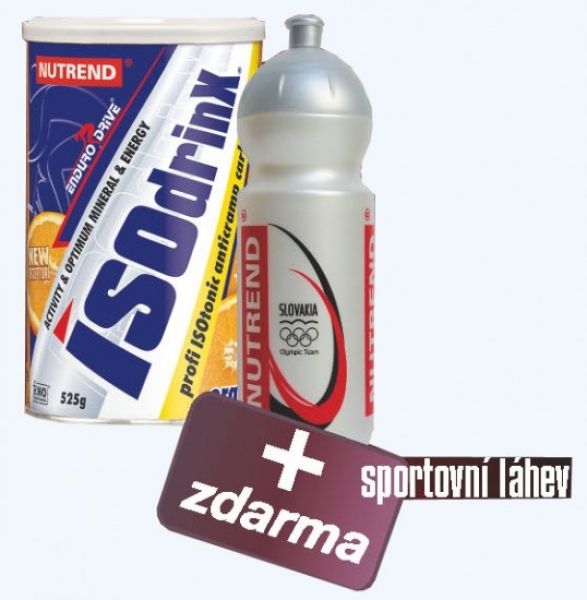 NUTREND
ENDURO DRIVE
ACTIVITY & OPTIMUM MINERAL & ENERGY
ISOdrinX
profi ISOtonic anticramp
NEW
525g
NUTREND
SLOVAKIA
Olympic Team
NUTREND
+
zdarma
sportovní láhev